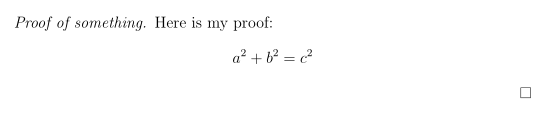 Proof of something. Here is my proof:
a² + b² = c²
□